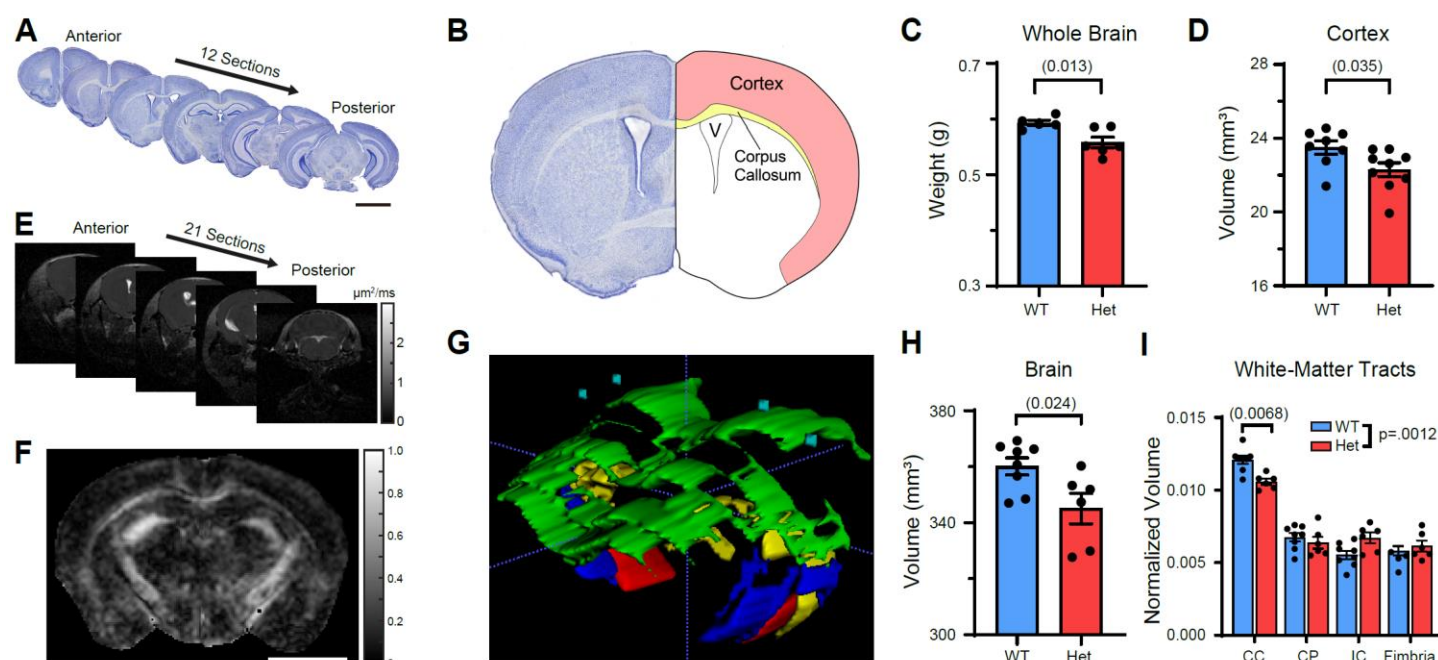 A
Anterior
12 Sections
Posterior
B
Cortex
V
Corpus
Callosum
C
Whole Brain
(0.013)
0.7
0.5
0.3
Weight (g)
WT Het
D
Cortex
(0.035)
28
24
20
16
Volume (mm³)
WT Het
E
Anterior
21 Sections
Posterior
μm²/ms
2
1
0
F
1.0
0.8
0.6
0.4
0.2
G
H
Brain
(0.024)
380
340
300
Volume (mm³)
WT Het
I
White-Matter Tracts
(0.0068)
WT
Het
p=.0012
0.015
0.010
0.005
0.000
Normalized Volume
CC CP IC Fimbria